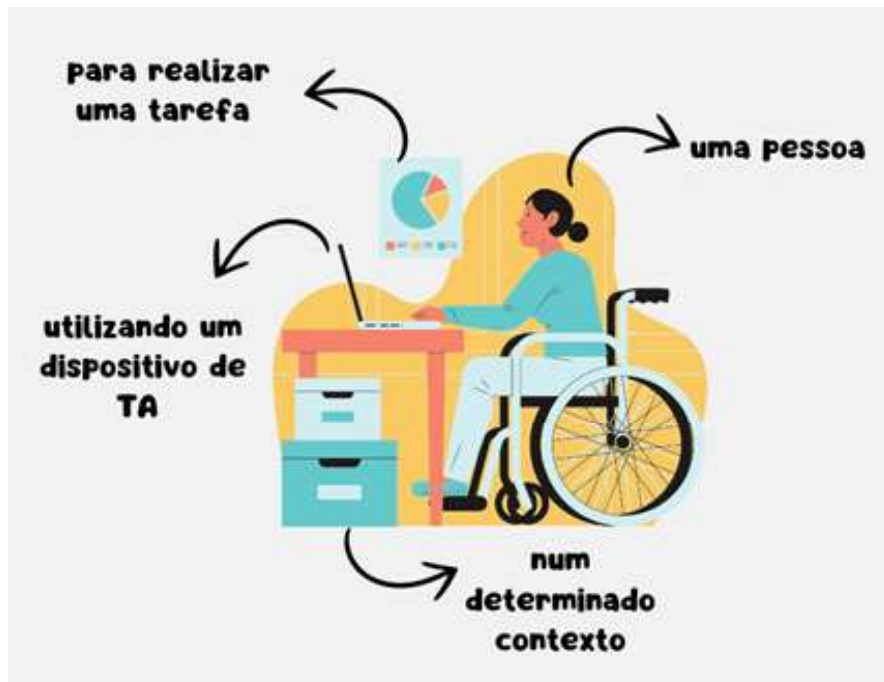 para realizar
uma tarefa
uma pessoa
utilizando um
dispositivo de
TA
num
determinado
contexto